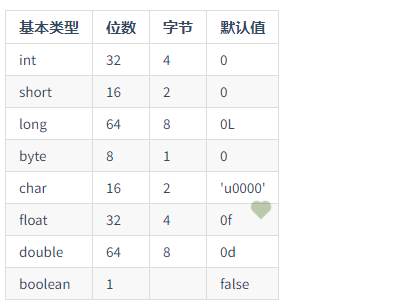 基本类型 位数 字节 默认值
int 32 4 0
short 16 2 0
long 64 8 0L
byte 8 1 0
char 16 2 'u0000'
float 32 4 0f
double 64 8 0d
boolean 1 false